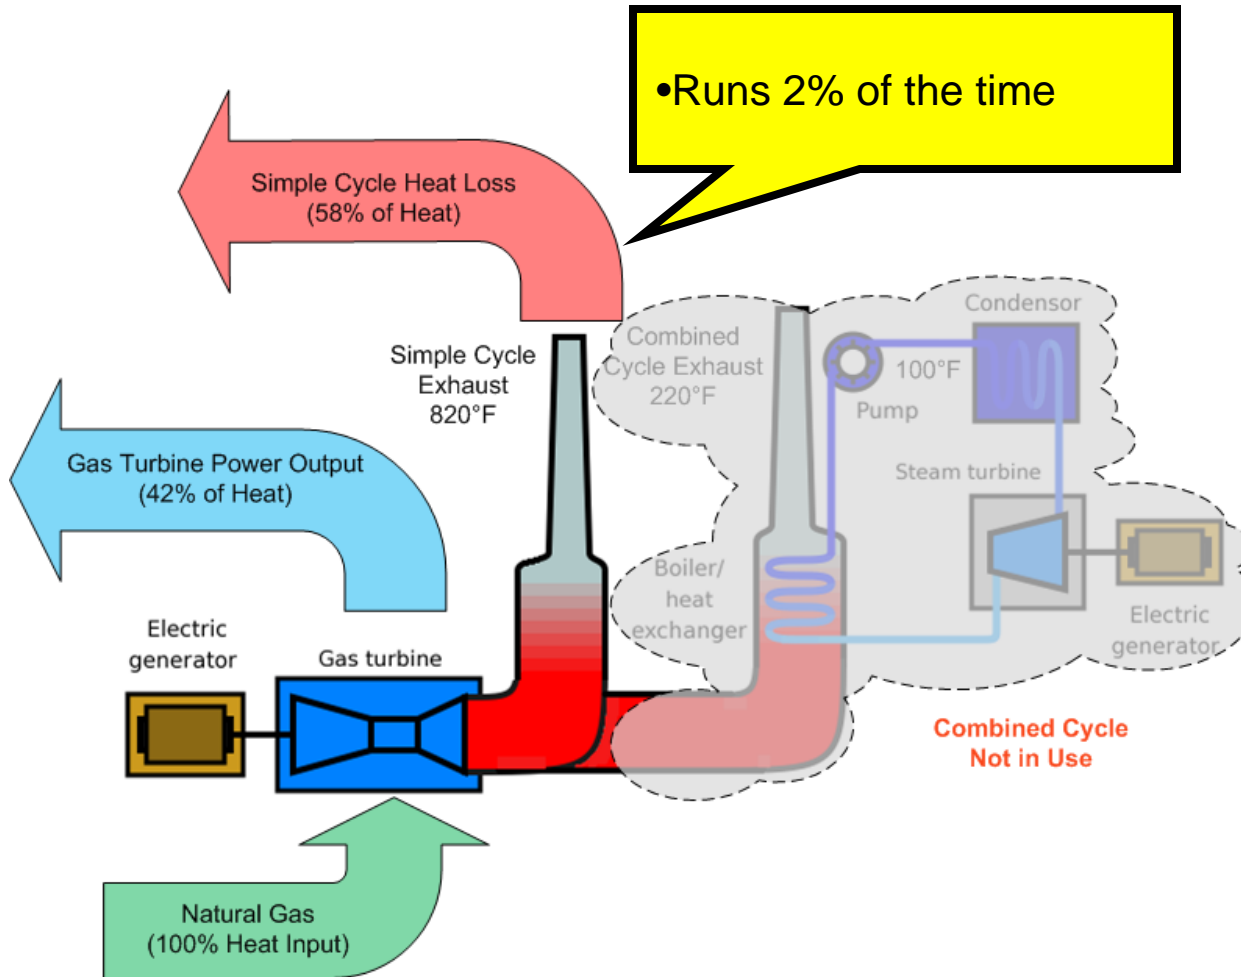 •Runs 2% of the time
Simple Cycle Heat Loss
(58% of Heat)
Simple Cycle
Exhaust
820°F
Combined
Cycle Exhaust
220°F
Condensor
100°F
Pump
Gas Turbine Power Output
(42% of Heat)
Steam turbine
Boiler/
heat
exchanger
Electric
generator
Electric
generator
Gas turbine
Combined Cycle
Not in Use
Natural Gas
(100% Heat Input)